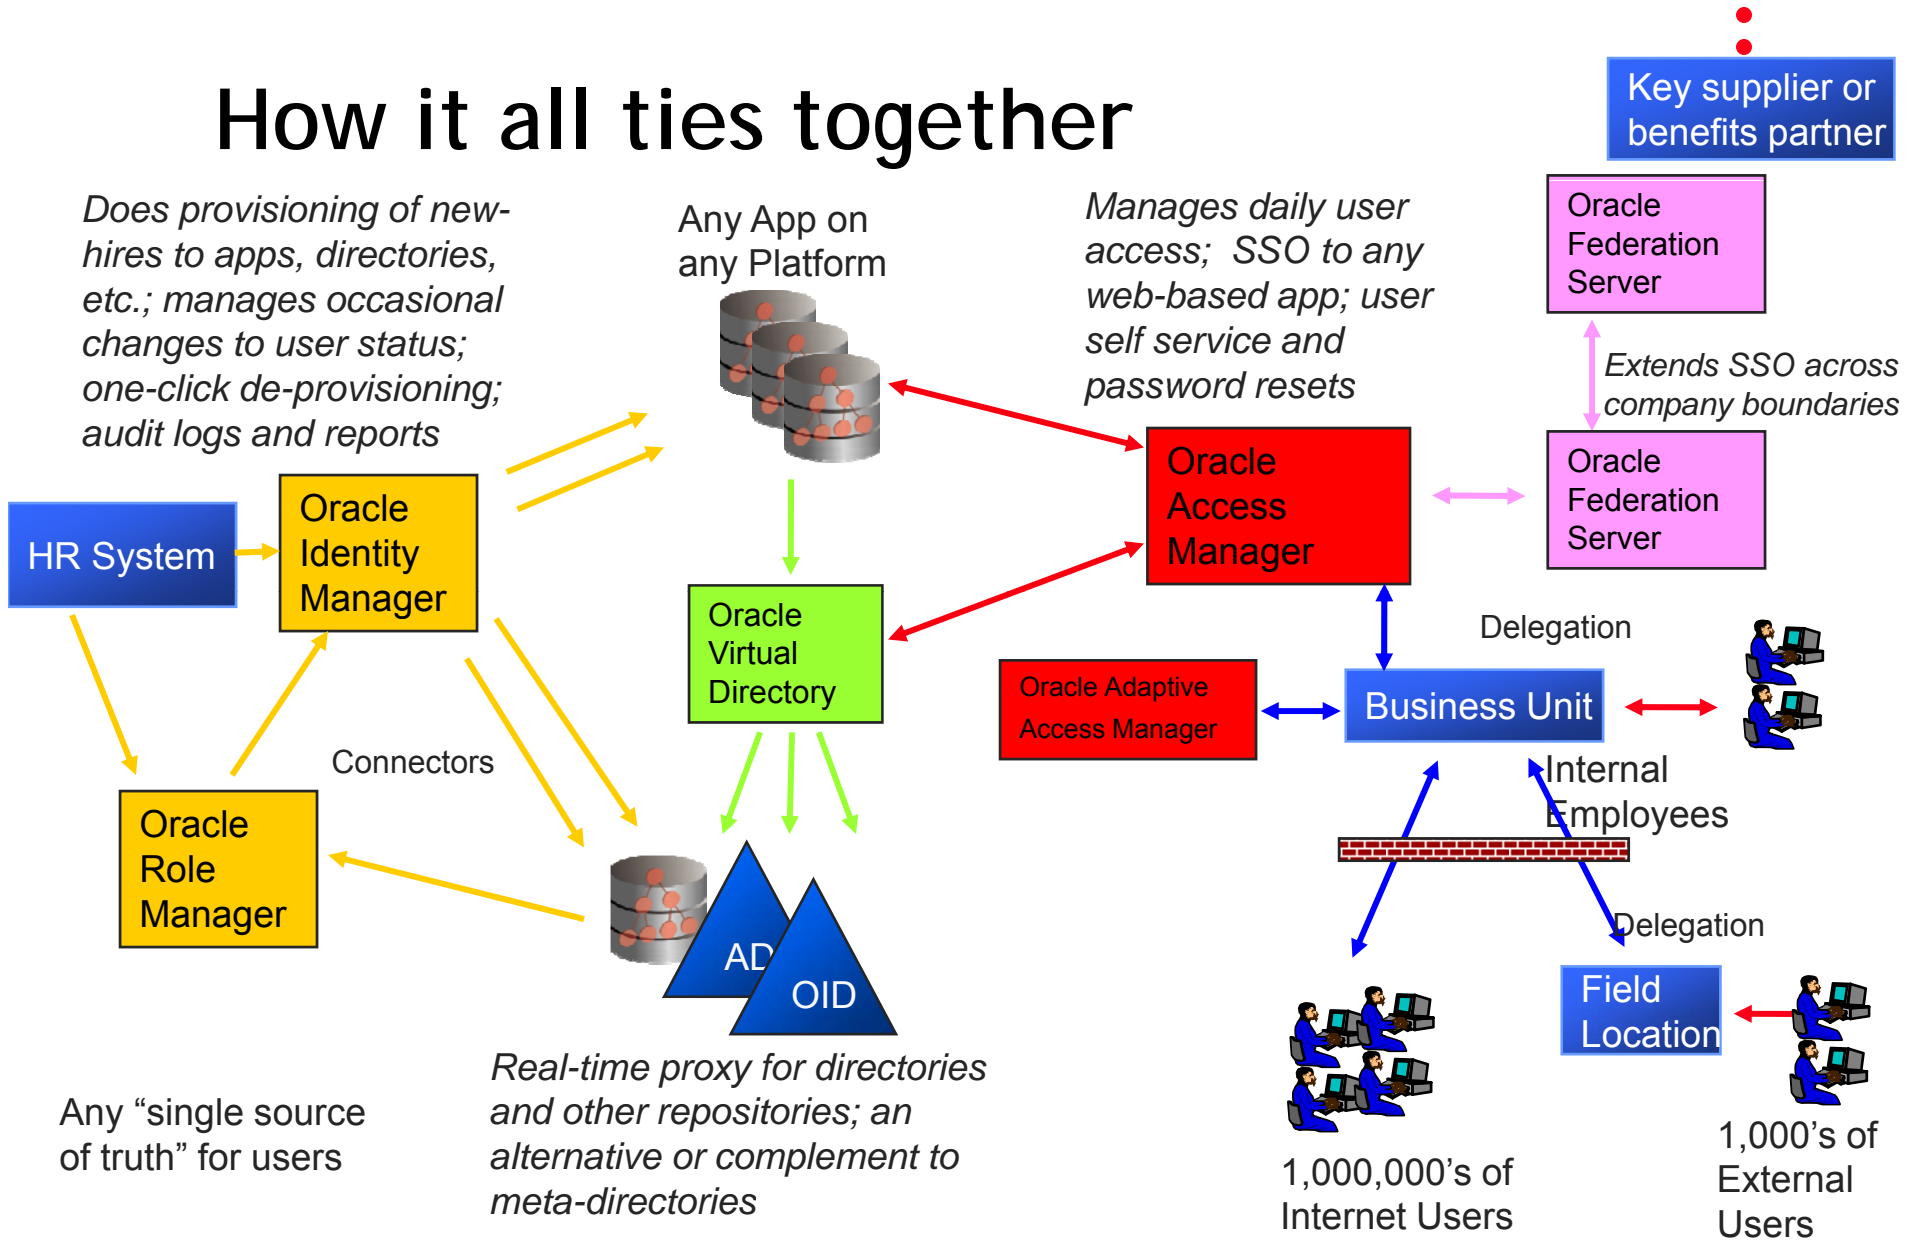 How it all ties together
Key supplier or
benefits partner
Does provisioning of new-
hires to apps, directories,
etc.; manages occasional
changes to user status;
one-click de-provisioning;
audit logs and reports
Any App on
any Platform
Manages daily user
access;  SSO to any
web-based app; user
self service and
password resets
Oracle
Federation
Server
Extends SSO across
company boundaries
HR System
Oracle
Identity
Manager
Oracle
Access
Manager
Oracle
Federation
Server
Oracle
Virtual
Directory
Delegation
Oracle Adaptive
Access Manager
Business Unit
Connectors
Internal
Employees
Oracle
Role
Manager
AD
OID
Delegation
Field
Location
Real-time proxy for directories
and other repositories; an
alternative or complement to
meta-directories
Any “single source
of truth” for users
1,000,000’s of
Internet Users
1,000’s of
External
Users